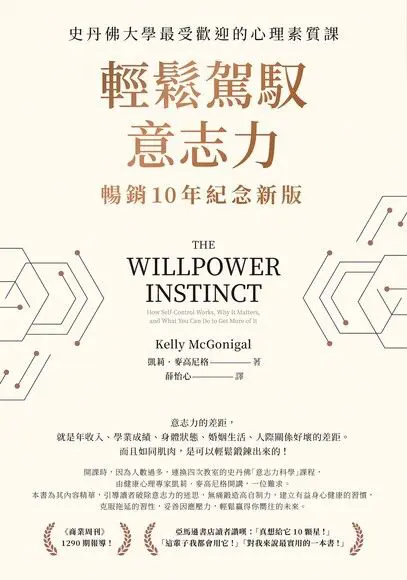 史丹佛大學最受歡迎的心理素質課
輕鬆駕馭
意志力
暢銷10年紀念新版
THE
WILLPOWER
INSTINCT
How Self-Control Works, Why It Matters,
and What You Can Do to Get More of It
Kelly McGonigal
凱莉．麥高尼格————著
薛怡心————譯
意志力的差距，
就是年收入、學業成績、身體狀態、婚姻生活、人際關係好壞的差距。
而且如同肌肉，是可以輕鬆鍛鍊出來的！
開課時，因為人數過多，連換四次教室的史丹佛「意志力科學」課程，
由健康心理專家凱莉．麥高尼格開講，一位難求。
本書為其內容精華，引導讀者破除意志力的迷思，無痛鍛造高自制力，建立有益身心健康的習慣，
克服拖延的習性，妥善因應壓力，輕鬆贏得你嚮往的未來。
《商業周刊》
1290期報導！
亞馬遜書店讀者讚嘆：「真想給它10顆星！」
「這輩子我都會用它！」「對我來說最實用的一本書！」